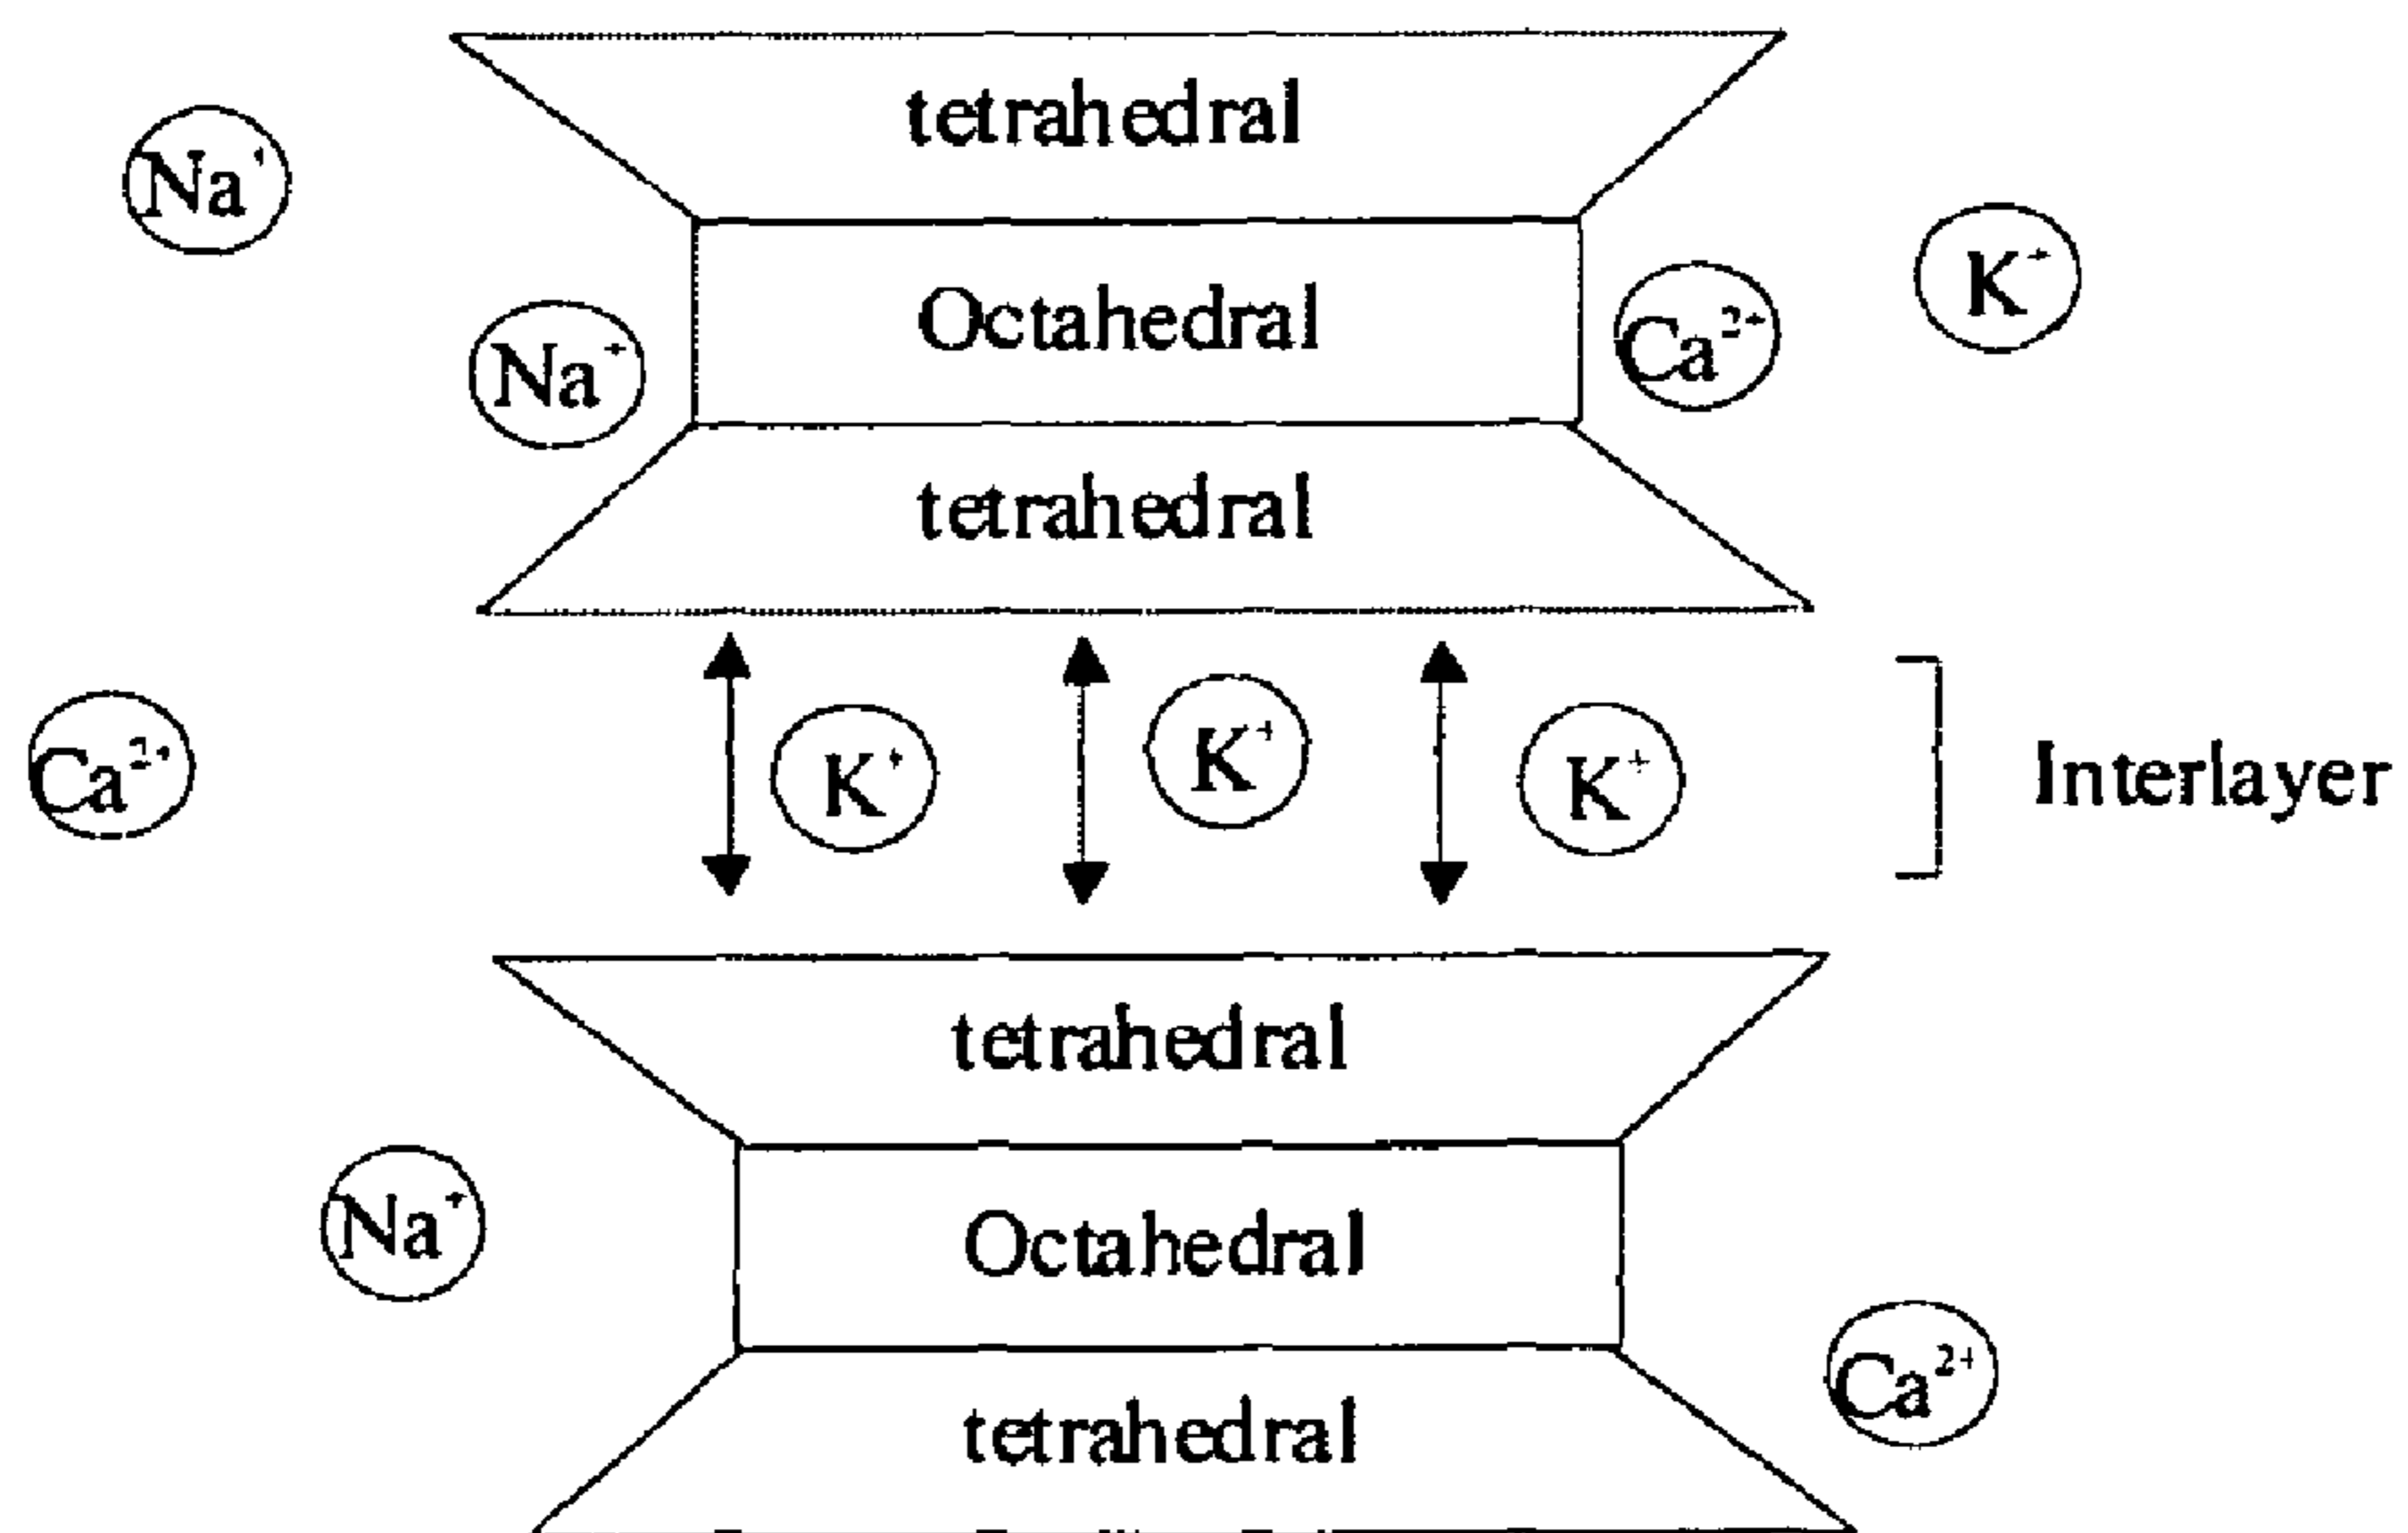 tetrahedral
Na⁺
Octahedral
K⁺
Ca²⁺
Na⁺
tetrahedral
Ca²⁺
K⁺
K⁺
K⁺
Interlayer
tetrahedral
Na⁺
Octahedral
Ca²⁺
tetrahedral